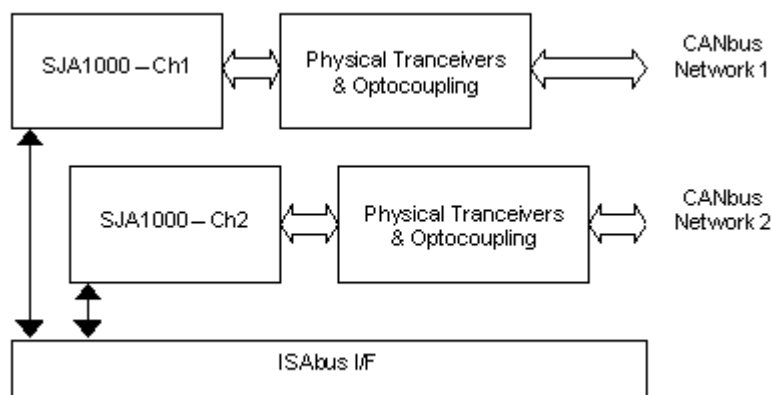 SJA1000 – Ch1
Physical Tranceivers
& Optocoupling
CANbus
Network 1
SJA1000 – Ch2
Physical Tranceivers
& Optocoupling
CANbus
Network 2
ISAbus I/F